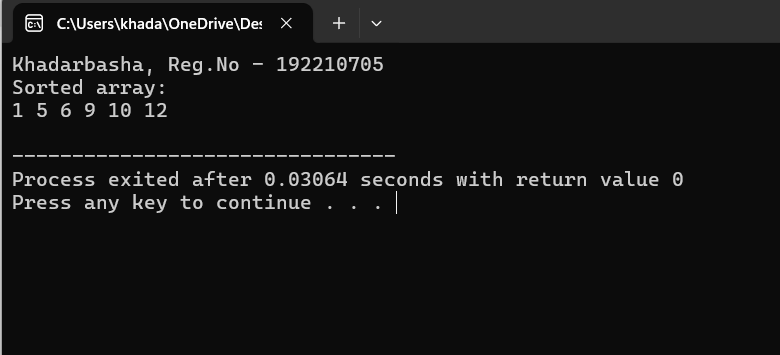 C:\Users\khada\OneDrive\Des
Khadarbasha, Reg.No - 192210705
Sorted array:
1 5 6 9 10 12
--------------------------------
Process exited after 0.03064 seconds with return value 0
Press any key to continue . . .